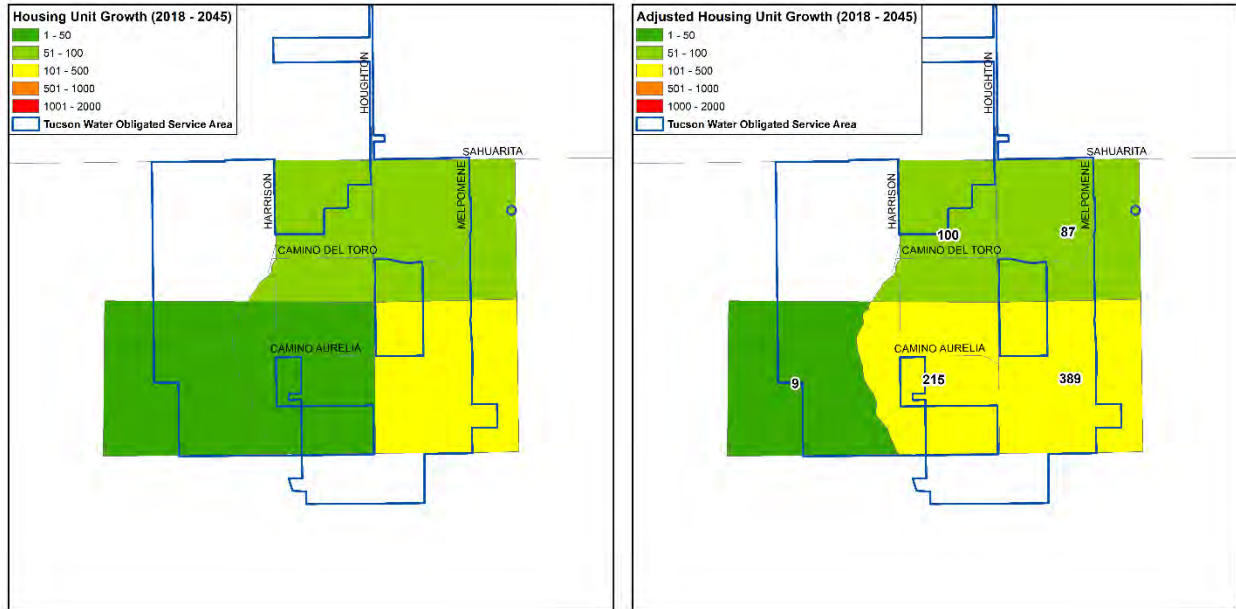 Housing Unit Growth (2018 - 2045)
1 - 50
51 - 100
101 - 500
501 - 1000
1001 - 2000
Tucson Water Obligated Service Area
HOUGHTON
SAHUARITA
HARRISON
MELPOMENE
CAMINO DEL TORO
CAMINO AURELIA
Adjusted Housing Unit Growth (2018 - 2045)
1 - 50
51 - 100
101 - 500
501 - 1000
1000 - 2000
Tucson Water Obligated Service Area
HOUGHTON
SAHUARITA
HARRISON
MELPOMENE
100
87
CAMINO DEL TORO
CAMINO AURELIA
9
215
389